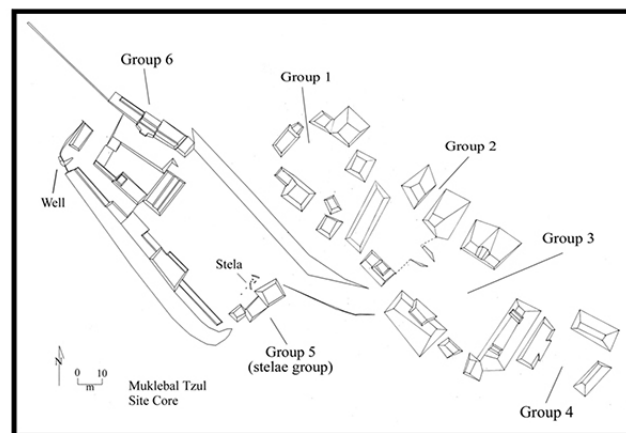 Group 6
Group 1
Group 2
Well
Group 3
Stela
Group 5
(stelae group)
Group 4
N
0 10
m
Muklebal Tzul
Site Core